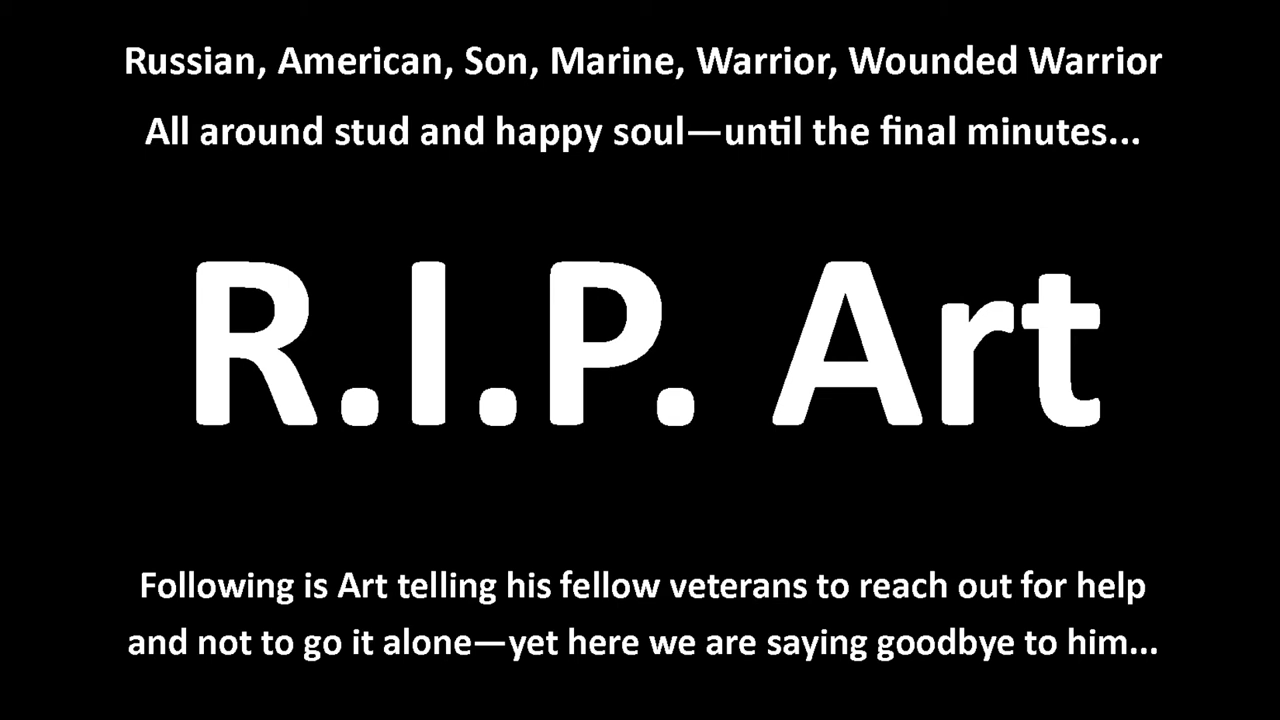 Russian, American, Son, Marine, Warrior, Wounded Warrior
All around stud and happy soul—until the final minutes...
R.I.P. Art
Following is Art telling his fellow veterans to reach out for help
and not to go it alone—yet here we are saying goodbye to him...